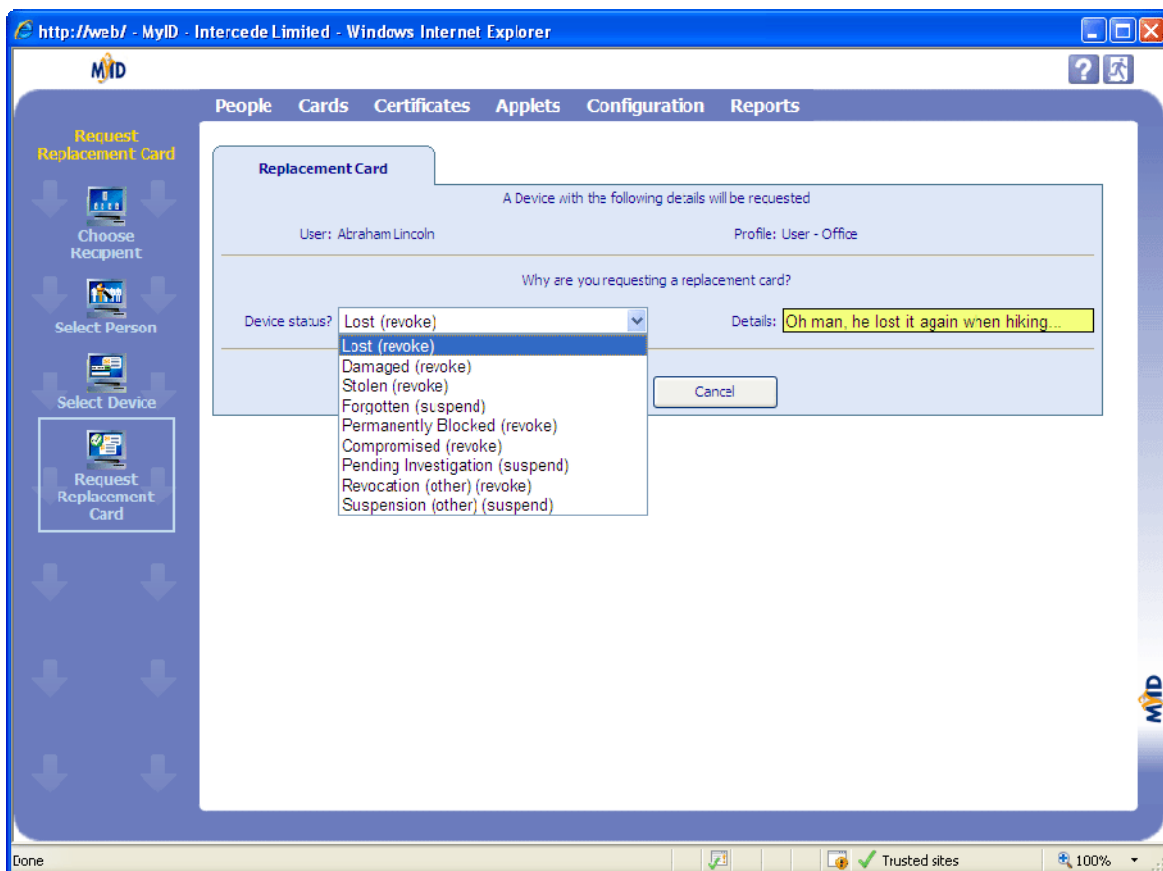 http://web/ - MyID - Intercede Limited - Windows Internet Explorer
MyID
?
People Cards Certificates Applets Configuration Reports
Request
Replacement Card
Choose
Recipient
Select Person
Select Device
Request
Replacement
Card
Replacement Card
A Device with the following details will be requested
User: Abraham Lincoln Profile: User - Office
Why are you requesting a replacement card?
Device status? Lost (revoke) Details: Oh man, he lost it again when hiking...
Lost (revoke)
Damaged (revoke)
Stolen (revoke)
Forgotten (suspend)
Permanently Blocked (revoke)
Compromised (revoke)
Pending Investigation (suspend)
Revocation (other) (revoke)
Suspension (other) (suspend)
Cancel
MyID
Done Trusted sites 100%